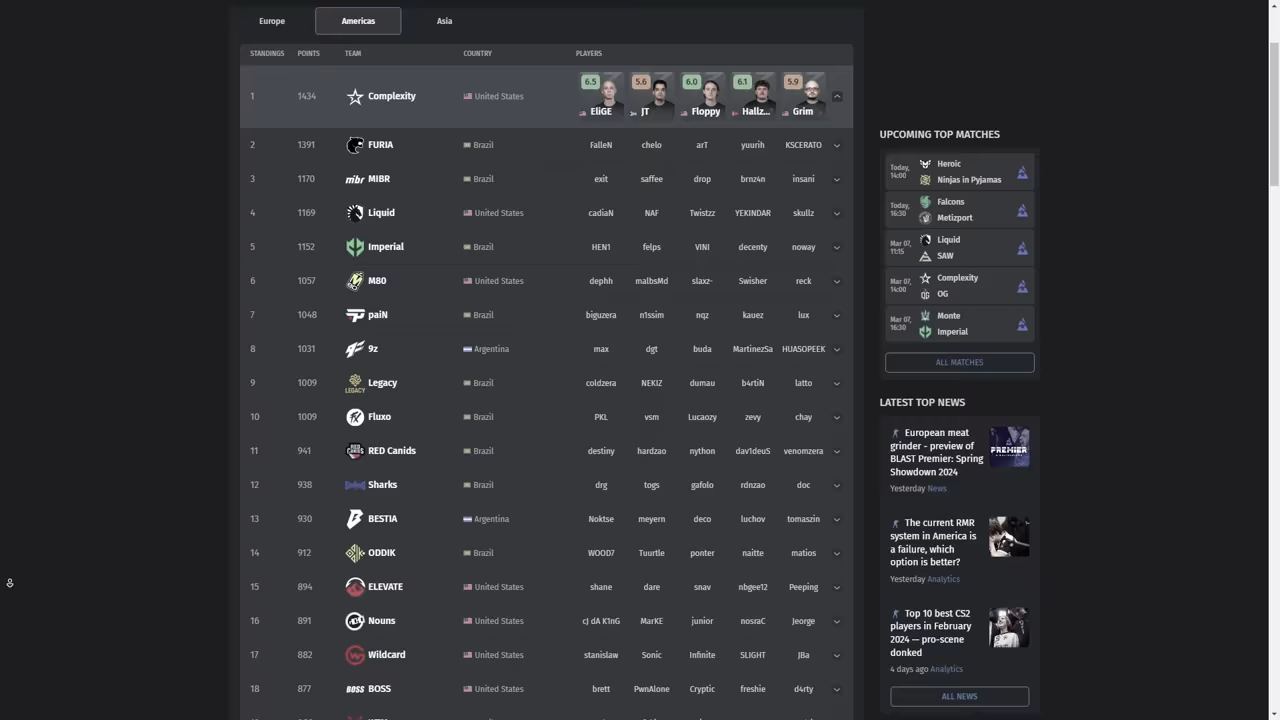 Europe Americas Asia
STANDINGS POINTS TEAM COUNTRY PLAYERS
6.5 5.6 6.0 6.1 5.9
1 1434 Complexity United States EliGE JT Floppy Hallz... Grim
2 1391 FURIA Brazil FalleN chelo arT yuurih KSCERATO
3 1170 mibr MIBR Brazil exit saffee drop brnz4n insani
4 1169 Liquid United States cadiaN NAF Twistzz YEKINDAR skullz
5 1152 Imperial Brazil HEN1 felps VINI decenty noway
6 1057 M80 United States dephh malbsMd slaxz- Swisher reck
7 1048 paiN Brazil biguzera n1ssim nqz kauez lux
8 1031 9z Argentina max dgt buda MartinezSa HUASOPEEK
9 1009 LEGACY Legacy Brazil coldzera NEKIZ dumau b4rtiN latto
10 1009 Fluxo Brazil PKL vsm Lucaozy zevy chay
11 941 RED CANIDS RED Canids Brazil destiny hardzao nython dav1deuS venomzera
12 938 Sharks Brazil drg togs gafolo rdnzao doc
13 930 BESTIA Argentina Noktse meyern deco luchov tomaszin
14 912 ODDIK Brazil WOOD7 Tuurtle ponter naitte matios
15 894 ELEVATE United States shane dare snav nbgee12 Peeping
16 891 Nouns United States cJ dA K1nG MarKE junior nosraC Jeorge
17 882 Wildcard United States stanislaw Sonic Infinite SLIGHT JBa
18 877 BOSS BOSS United States brett PwnAlone Cryptic freshie d4rty
UPCOMING TOP MATCHES
Today, 14:00 Heroic
Ninjas in Pyjamas
Today, 16:30 Falcons
Metizport
Mar 07, 11:15 Liquid
SAW
Mar 07, 14:00 Complexity
OG
Mar 07, 16:30 Monte
Imperial
ALL MATCHES
LATEST TOP NEWS
European meat
grinder - preview of
BLAST Premier: Spring
Showdown 2024
Yesterday News
PREMIER
The current RMR
system in America is
a failure, which
option is better?
Yesterday Analytics
Top 10 best CS2
players in February
2024 — pro-scene
donked
4 days ago Analytics
ALL NEWS